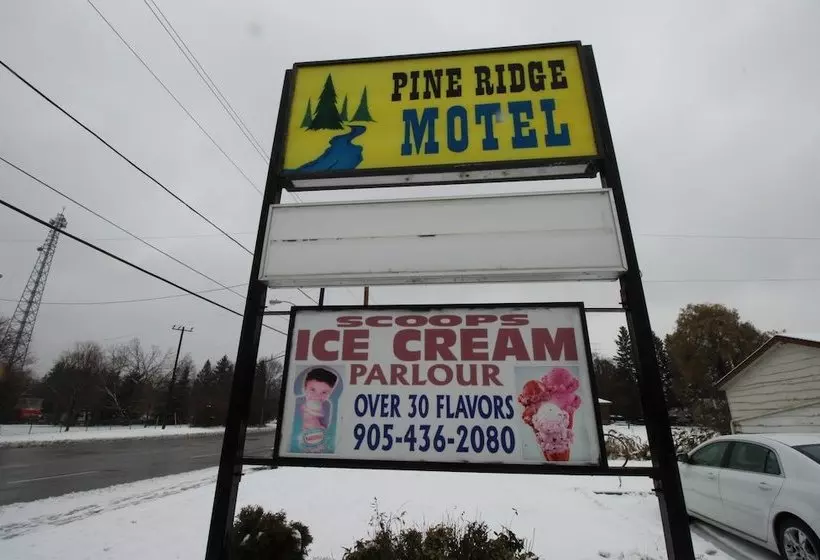 PINE RIDGE
MOTEL
SCOOPS
ICE CREAM
PARLOUR
OVER 30 FLAVORS
905-436-2080